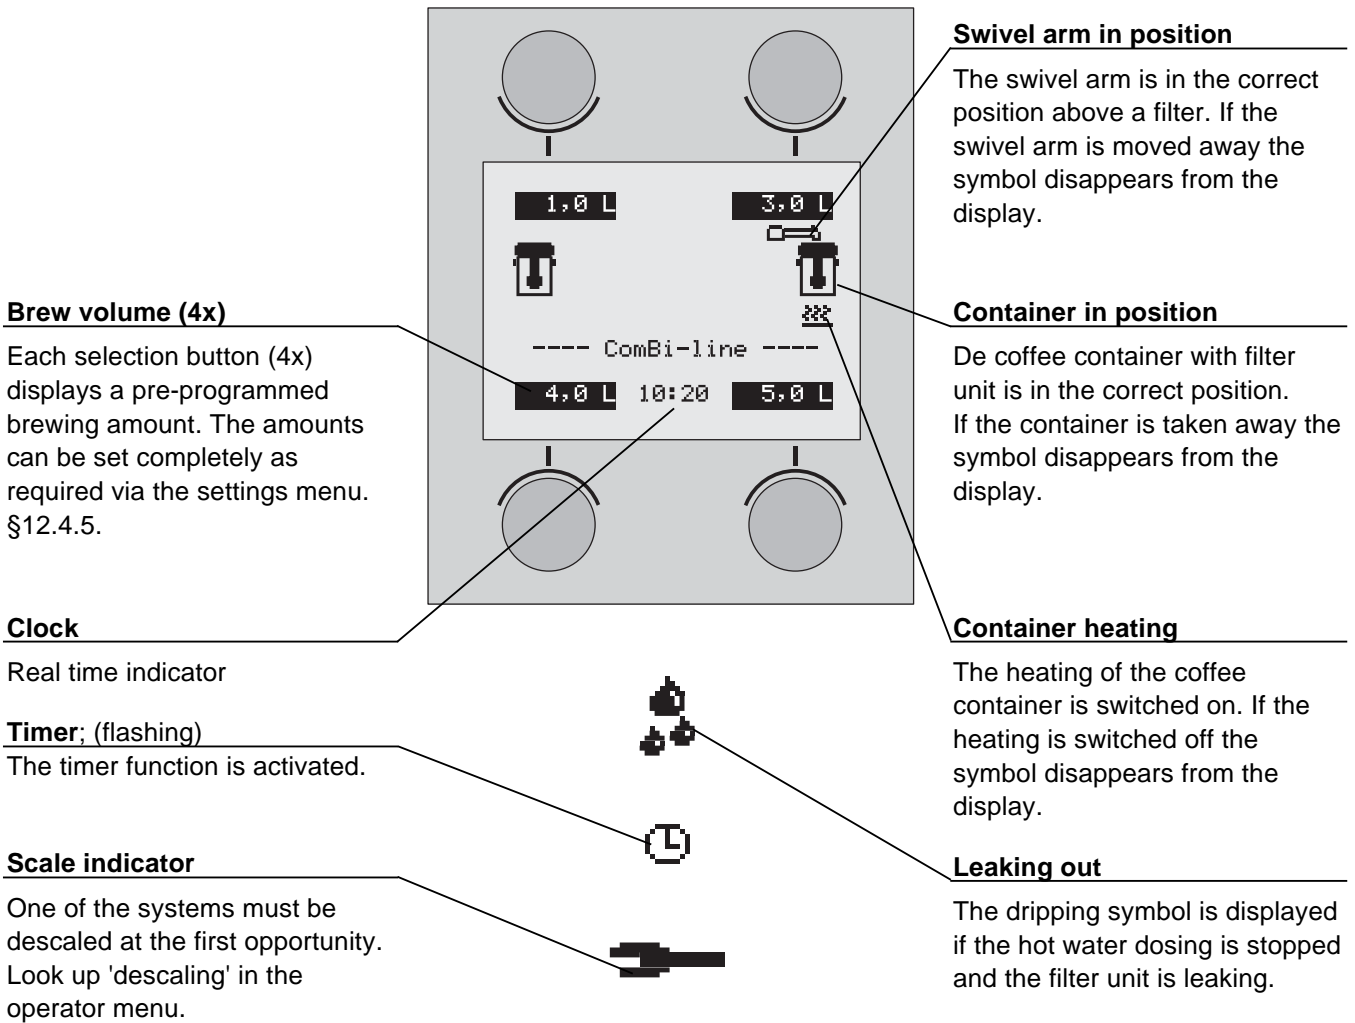 Swivel arm in position
The swivel arm is in the correct
position above a filter. If the
swivel arm is moved away the
symbol disappears from the
display.
1,0 L
3,0 L
Brew volume (4x)
Each selection button (4x)
displays a pre-programmed
brewing amount. The amounts
can be set completely as
required via the settings menu.
§12.4.5.
---- ComBi-line ----
4,0 L 10:20 5,0 L
Container in position
De coffee container with filter
unit is in the correct position.
If the container is taken away the
symbol disappears from the
display.
Clock
Real time indicator
Timer; (flashing)
The timer function is activated.
Scale indicator
One of the systems must be
descaled at the first opportunity.
Look up 'descaling' in the
operator menu.
Container heating
The heating of the coffee
container is switched on. If the
heating is switched off the
symbol disappears from the
display.
Leaking out
The dripping symbol is displayed
if the hot water dosing is stopped
and the filter unit is leaking.